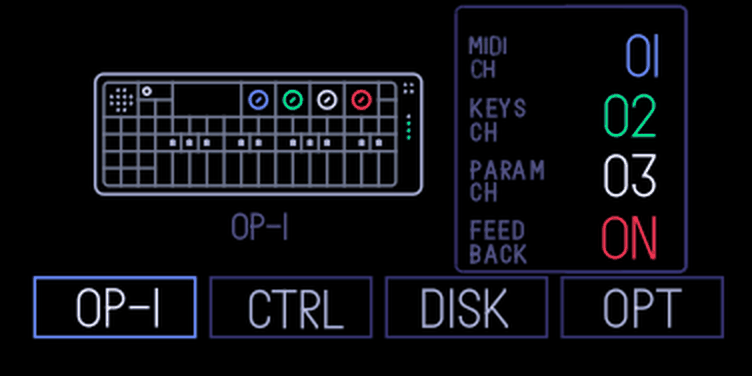 MIDI
CH
01
KEYS
CH
02
PARAM
CH
03
FEED
BACK
ON
OP-1
OP-1
CTRL
DISK
OPT